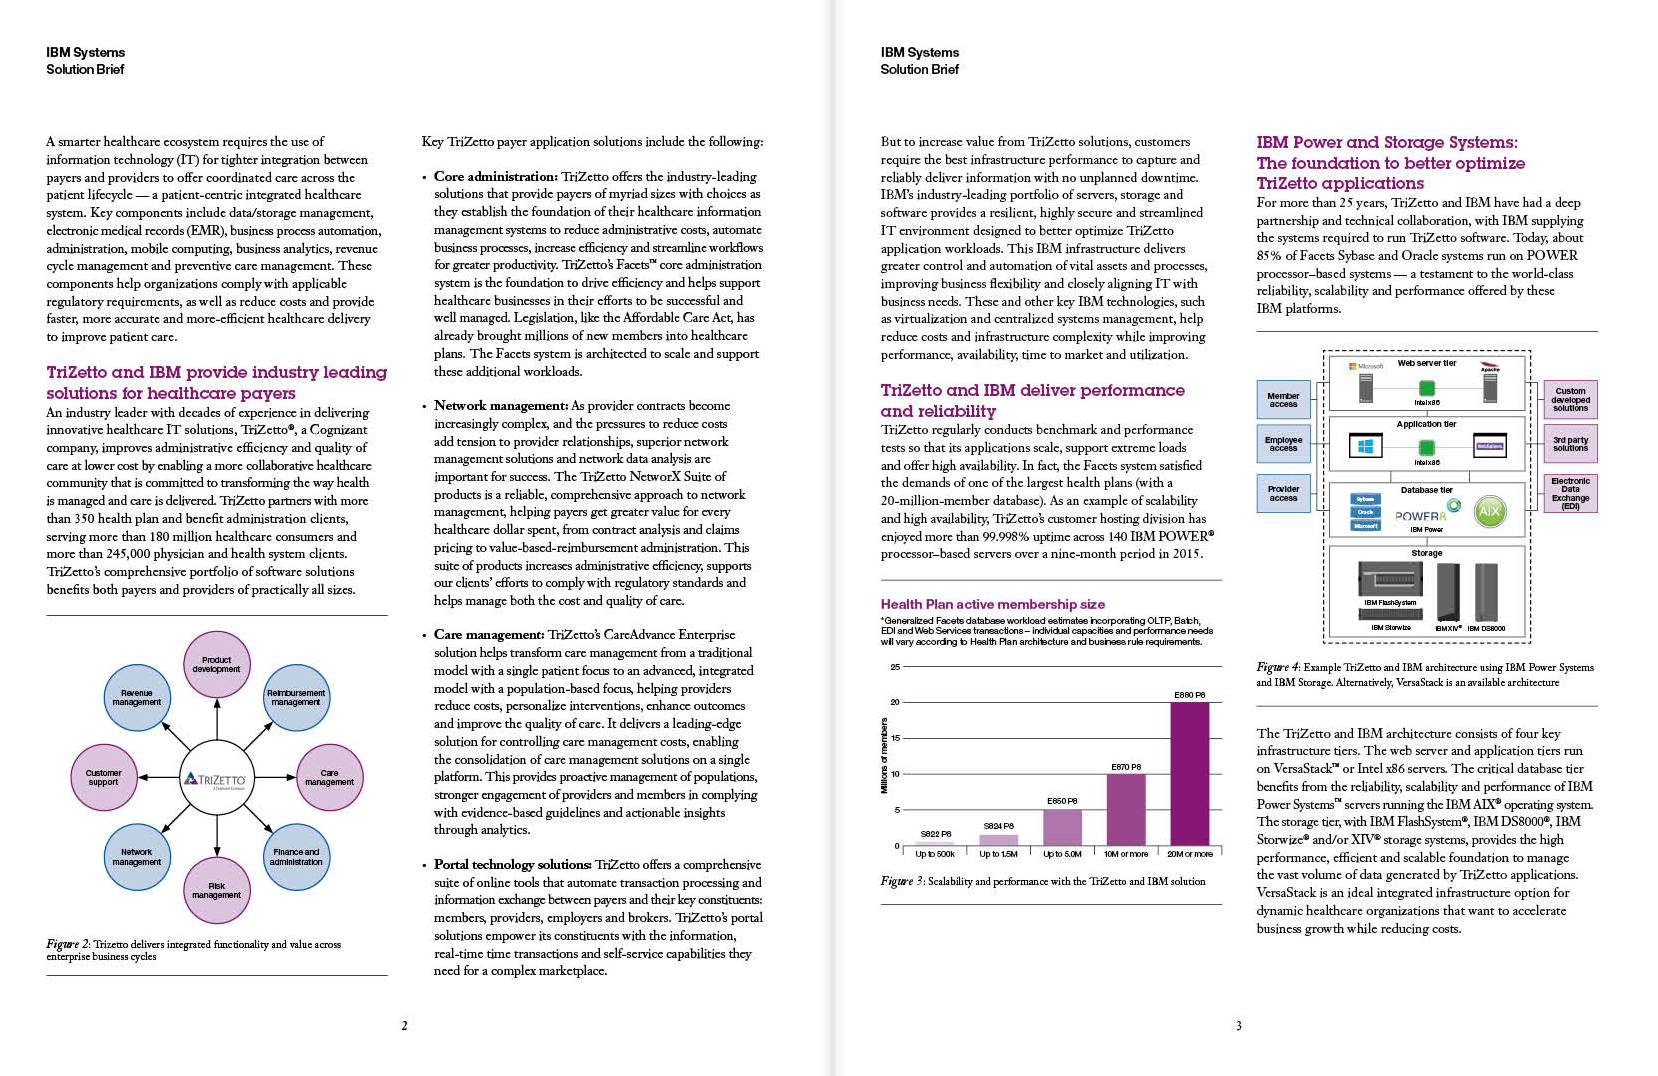 IBM Systems
Solution Brief
A smarter healthcare ecosystem requires the use of
information technology (IT) for tighter integration between
payers and providers to offer coordinated care across the
patient lifecycle — a patient-centric integrated healthcare
system. Key components include data/storage management,
electronic medical records (EMR), business process automation,
administration, mobile computing, business analytics, revenue
cycle management and preventive care management. These
components help organizations comply with applicable
regulatory requirements, as well as reduce costs and provide
faster, more accurate and more-efficient healthcare delivery
to improve patient care.
TriZetto and IBM provide industry leading
solutions for healthcare payers
An industry leader with decades of experience in delivering
innovative healthcare IT solutions, TriZetto®, a Cognizant
company, improves administrative efficiency and quality of
care at lower cost by enabling a more collaborative healthcare
community that is committed to transforming the way health
is managed and care is delivered. TriZetto partners with more
than 350 health plan and benefit administration clients,
serving more than 180 million healthcare consumers and
more than 245,000 physician and health system clients.
TriZetto's comprehensive portfolio of software solutions
benefits both payers and providers of practically all sizes.
Product
development
Revenue
management
Reimbursement
management
Customer
support
TRIZETTO
Care
management
Network
management
Finance and
administration
Risk
management
Figure 2: Trizetto delivers integrated functionality and value across
enterprise business cycles
Key TriZetto payer application solutions include the following:
• Core administration: TriZetto offers the industry-leading
solutions that provide payers of myriad sizes with choices as
they establish the foundation of their healthcare information
management systems to reduce administrative costs, automate
business processes, increase efficiency and streamline workflows
for greater productivity. TriZetto's Facets™ core administration
system is the foundation to drive efficiency and helps support
healthcare businesses in their efforts to be successful and
well managed. Legislation, like the Affordable Care Act, has
already brought millions of new members into healthcare
plans. The Facets system is architected to scale and support
these additional workloads.
• Network management: As provider contracts become
increasingly complex, and the pressures to reduce costs
add tension to provider relationships, superior network
management solutions and network data analysis are
important for success. The TriZetto NetworX Suite of
products is a reliable, comprehensive approach to network
management, helping payers get greater value for every
healthcare dollar spent, from contract analysis and claims
pricing to value-based-reimbursement administration. This
suite of products increases administrative efficiency, supports
our clients' efforts to comply with regulatory standards and
helps manage both the cost and quality of care.
• Care management: TriZetto's CareAdvance Enterprise
solution helps transform care management from a traditional
model with a single patient focus to an advanced, integrated
model with a population-based focus, helping providers
reduce costs, personalize interventions, enhance outcomes
and improve the quality of care. It delivers a leading-edge
solution for controlling care management costs, enabling
the consolidation of care management solutions on a single
platform. This provides proactive management of populations,
stronger engagement of providers and members in complying
with evidence-based guidelines and actionable insights
through analytics.
• Portal technology solutions: TriZetto offers a comprehensive
suite of online tools that automate transaction processing and
information exchange between payers and their key constituents:
members, providers, employers and brokers. TriZetto's portal
solutions empower its constituents with the information,
real-time time transactions and self-service capabilities they
need for a complex marketplace.
2
IBM Systems
Solution Brief
But to increase value from TriZetto solutions, customers
require the best infrastructure performance to capture and
reliably deliver information with no unplanned downtime.
IBM's industry-leading portfolio of servers, storage and
software provides a resilient, highly secure and streamlined
IT environment designed to better optimize TriZetto
application workloads. This IBM infrastructure delivers
greater control and automation of vital assets and processes,
improving business flexibility and closely aligning IT with
business needs. These and other key IBM technologies, such
as virtualization and centralized systems management, help
reduce costs and infrastructure complexity while improving
performance, availability, time to market and utilization.
TriZetto and IBM deliver performance
and reliability
TriZetto regularly conducts benchmark and performance
tests so that its applications scale, support extreme loads
and offer high availability. In fact, the Facets system satisfied
the demands of one of the largest health plans (with a
20-million-member database). As an example of scalability
and high availability, TriZetto's customer hosting division has
enjoyed more than 99.998% uptime across 140 IBM POWER®
processor–based servers over a nine-month period in 2015.
Health Plan active membership size
*Generalized Facets database workload estimates incorporating OLTP, Batch,
EDI and Web Services transactions – individual capacities and performance needs
will vary according to Health Plan architecture and business rule requirements.
Millions of members
25
20
15
10
5
0
S822 P8
S824 P8
E850 P8
E870 P8
E880 P8
Up to 500k
Up to 1.5M
Up to 5.0M
10M or more
20M or more
Figure 3: Scalability and performance with the TriZetto and IBM solution
IBM Power and Storage Systems:
The foundation to better optimize
TriZetto applications
For more than 25 years, TriZetto and IBM have had a deep
partnership and technical collaboration, with IBM supplying
the systems required to run TriZetto software. Today, about
85% of Facets Sybase and Oracle systems run on POWER
processor–based systems — a testament to the world-class
reliability, scalability and performance offered by these
IBM platforms.
Member
access
Employee
access
Provider
access
Web server tier
Microsoft
Apache
Intel x86
Application tier
Intel x86
Database tier
Sybase
Oracle
Microsoft
POWER8
IBM Power
AIX
Storage
IBM FlashSystem
IBM Storwize
IBM XIV®
IBM DS8000
Custom
developed
solutions
3rd party
solutions
Electronic
Data
Exchange
(EDI)
Figure 4: Example TriZetto and IBM architecture using IBM Power Systems
and IBM Storage. Alternatively, VersaStack is an available architecture
The TriZetto and IBM architecture consists of four key
infrastructure tiers. The web server and application tiers run
on VersaStack™ or Intel x86 servers. The critical database tier
benefits from the reliability, scalability and performance of IBM
Power Systems™ servers running the IBM AIX® operating system.
The storage tier, with IBM FlashSystem®, IBM DS8000®, IBM
Storwize® and/or XIV® storage systems, provides the high
performance, efficient and scalable foundation to manage
the vast volume of data generated by TriZetto applications.
VersaStack is an ideal integrated infrastructure option for
dynamic healthcare organizations that want to accelerate
business growth while reducing costs.
3